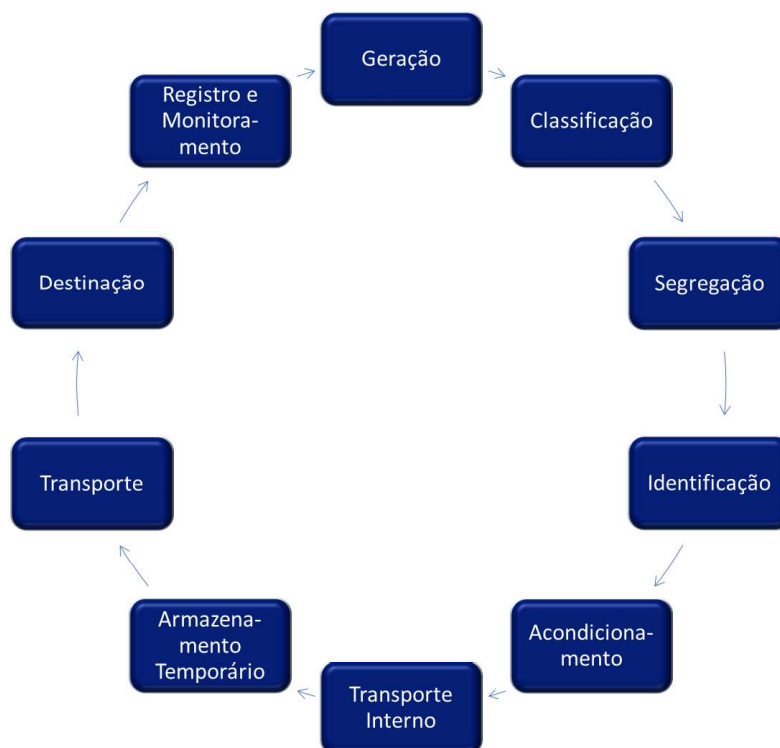 Geração
Classificação
Segregação
Identificação
Acondiciona-
mento
Transporte
Interno
Armazena-
mento
Temporário
Transporte
Destinação
Registro e
Monitora-
mento